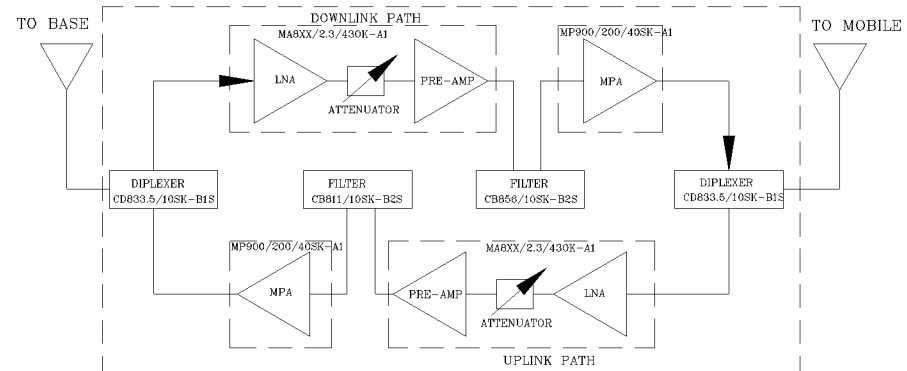 DOWNLINK PATH
TO BASE
TO MOBILE
MA8XX/2.3/430K-A1
MP900/200/40SK-A1
LNA
PRE-AMP
MPA
ATTENUATOR
DIPLEXER
CD833.5/10SK-B1S
FILTER
CB811/10SK-B2S
FILTER
CB856/10SK-B2S
DIPLEXER
CD833.5/10SK-B1S
MP900/200/40SK-A1
MA8XX/2.3/430K-A1
MPA
PRE-AMP
LNA
ATTENUATOR
UPLINK PATH